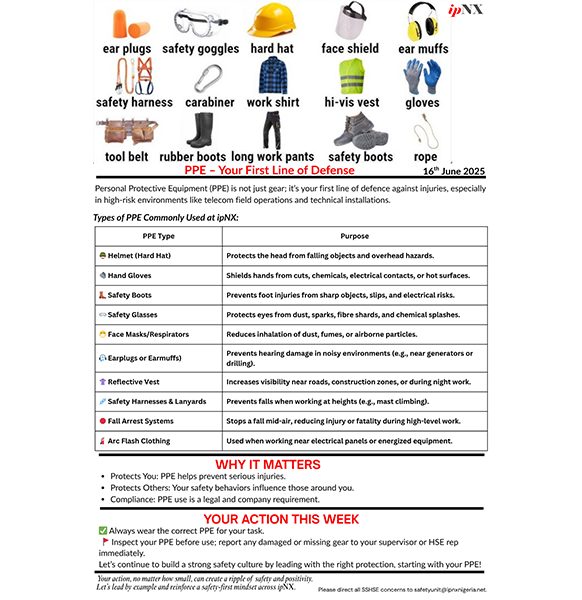 ipNX
ear plugs safety goggles hard hat face shield ear muffs
safety harness carabiner work shirt hi-vis vest gloves
tool belt rubber boots long work pants safety boots rope
PPE – Your First Line of Defense
16th June 2025
Personal Protective Equipment (PPE) is not just gear; it's your first line of defence against injuries, especially
in high-risk environments like telecom field operations and technical installations.
Types of PPE Commonly Used at ipNX:
PPE Type Purpose
Helmet (Hard Hat) Protects the head from falling objects and overhead hazards.
Hand Gloves Shields hands from cuts, chemicals, electrical contacts, or hot surfaces.
Safety Boots Prevents foot injuries from sharp objects, slips, and electrical risks.
Safety Glasses Protects eyes from dust, sparks, fibre shards, and chemical splashes.
Face Masks/Respirators Reduces inhalation of dust, fumes, or airborne particles.
Earplugs or Earmuffs) Prevents hearing damage in noisy environments (e.g., near generators or
drilling).
Reflective Vest Increases visibility near roads, construction zones, or during night work.
Safety Harnesses & Lanyards Prevents falls when working at heights (e.g., mast climbing).
Fall Arrest Systems Stops a fall mid-air, reducing injury or fatality during high-level work.
Arc Flash Clothing Used when working near electrical panels or energized equipment.
WHY IT MATTERS
• Protects You: PPE helps prevent serious injuries.
• Protects Others: Your safety behaviors influence those around you.
• Compliance: PPE use is a legal and company requirement.
YOUR ACTION THIS WEEK
✅ Always wear the correct PPE for your task.
🚩 Inspect your PPE before use; report any damaged or missing gear to your supervisor or HSE rep
immediately.
Let's continue to build a strong safety culture by leading with the right protection, starting with your PPE!
Your action, no matter how small, can create a ripple of safety and positivity.
Let's lead by example and reinforce a safety-first mindset across ipNX.
Please direct all SSHSE concerns to safetyunit@ipnxnigeria.net.